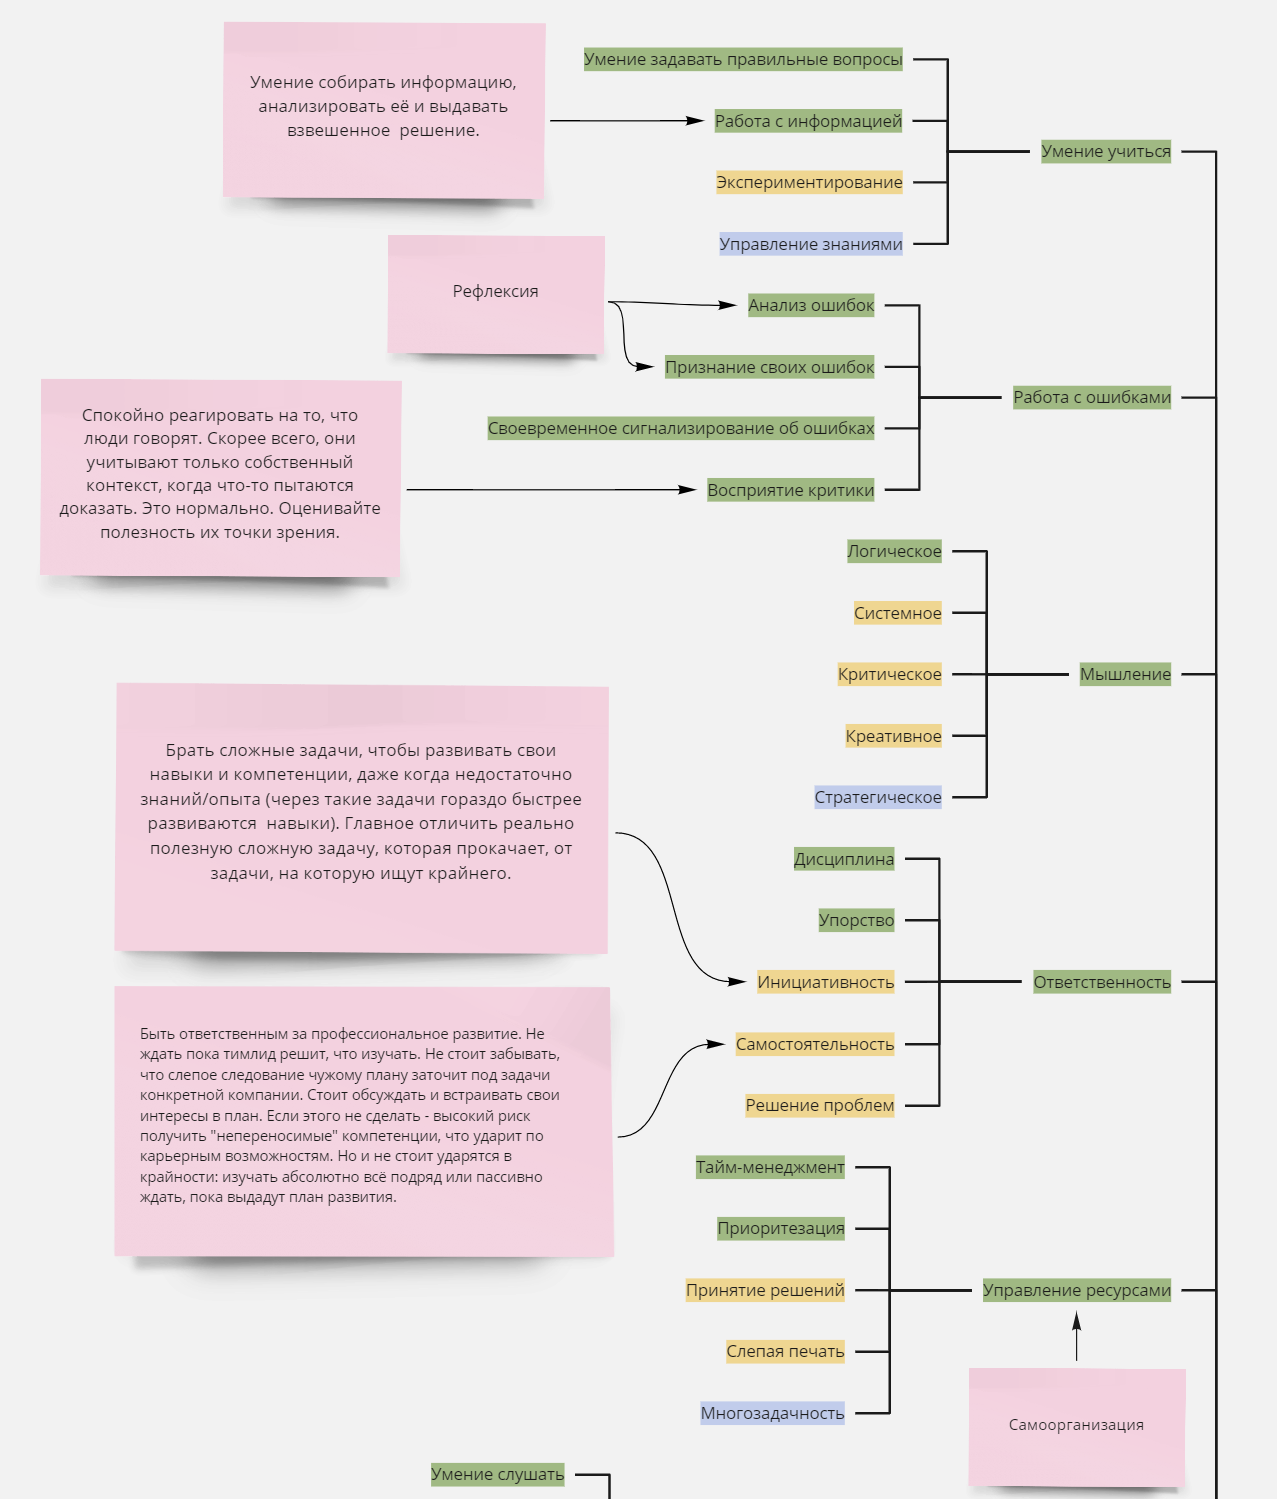 Умение собирать информацию,
анализировать её и выдавать
взвешенное решение.
Умение задавать правильные вопросы
Работа с информацией
Экспериментирование
Управление знаниями
Умение учиться
Рефлексия
Анализ ошибок
Признание своих ошибок
Своевременное сигнализирование об ошибках
Восприятие критики
Работа с ошибками
Спокойно реагировать на то, что
люди говорят. Скорее всего, они
учитывают только собственный
контекст, когда что-то пытаются
доказать. Это нормально. Оценивайте
полезность их точки зрения.
Логическое
Системное
Критическое
Креативное
Стратегическое
Мышление
Брать сложные задачи, чтобы развивать свои
навыки и компетенции, даже когда недостаточно
знаний/опыта (через такие задачи гораздо быстрее
развиваются навыки). Главное отличить реально
полезную сложную задачу, которая прокачает, от
задачи, на которую ищут крайнего.
Дисциплина
Упорство
Инициативность
Самостоятельность
Решение проблем
Ответственность
Быть ответственным за профессиональное развитие. Не
ждать пока тимлид решит, что изучать. Не стоит забывать,
что слепое следование чужому плану заточит под задачи
конкретной компании. Стоит обсуждать и встраивать свои
интересы в план. Если этого не сделать - высокий риск
получить "непереносимые" компетенции, что ударит по
карьерным возможностям. Но и не стоит ударятся в
крайности: изучать абсолютно всё подряд или пассивно
ждать, пока выдадут план развития.
Тайм-менеджмент
Приоритезация
Принятие решений
Слепая печать
Многозадачность
Управление ресурсами
Самоорганизация
Умение слушать